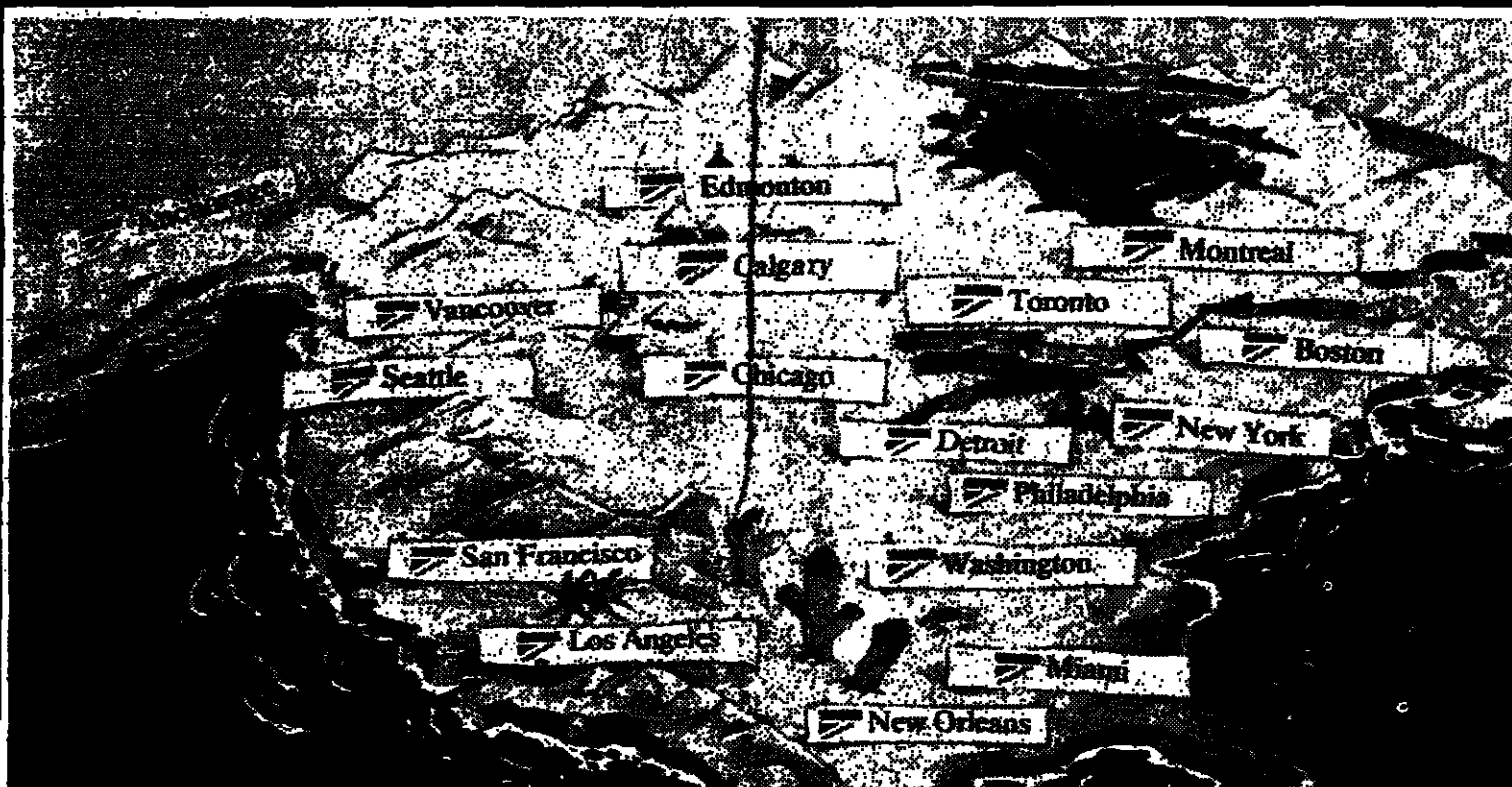 Edmonton
Montreal
Calgary
Toronto
Vancouver
Boston
Seattle
Chicago
New York
Detroit
Philadelphia
San Francisco
Washington
Los Angeles
Miami
New Orleans